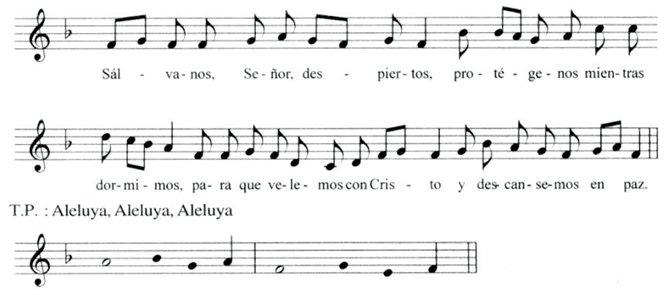 Sál - va - nos, Se - ñor, des - pier - tos, pro - té - ge - nos mien - tras
dor - mi - mos, pa - ra que ve - le - mos con Cris - to y des - can - se - mos en paz.
T.P. : Aleluya, Aleluya, Aleluya